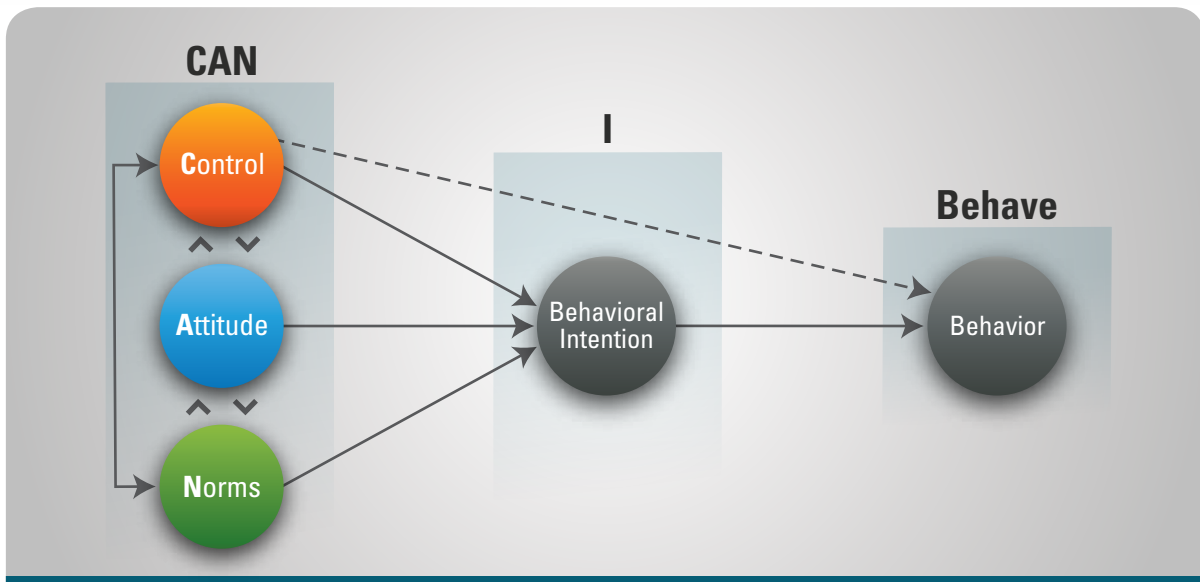 CAN
Control
Attitude
Norms
I
Behavioral
Intention
Behave
Behavior